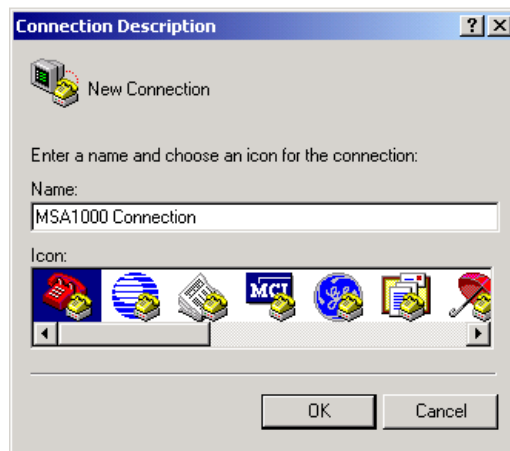 Connection Description
New Connection
Enter a name and choose an icon for the connection:
Name:
MSA1000 Connection
Icon:
MCI
OK
Cancel